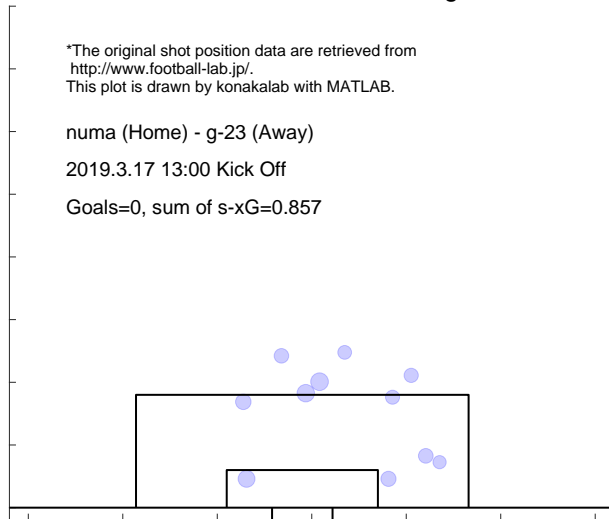 *The original shot position data are retrieved from
http://www.football-lab.jp/.
This plot is drawn by konakalab with MATLAB.
numa (Home) - g-23 (Away)
2019.3.17 13:00 Kick Off
Goals=0, sum of s-xG=0.857